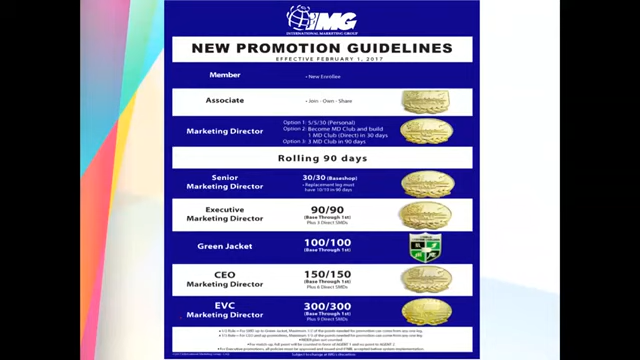 IMG
INTERNATIONAL MARKETING GROUP
NEW PROMOTION GUIDELINES
EFFECTIVE FEBRUARY 1, 2017
Member
- New Enrollee
Associate
- Join - Own - Share
Marketing Director
Option 1: 5/5/30 (Personal)
Option 2: Become MD Club and build
1 MD Club (Direct) in 30 days
Option 3: 3 MD Club in 90 days
Rolling 90 days
Senior
Marketing Director
30/30 (Baseshop)
• Replacement leg must
have 10/10 in 90 days
Executive
Marketing Director
90/90
(Base Through 1st)
Plus 3 Direct SMDs
Green Jacket
100/100
(Base Through 1st)
CEO
Marketing Director
150/150
(Base Through 1st)
Plus 6 Direct SMDs
EVC
Marketing Director
300/300
(Base Through 1st)
Plus 9 Direct SMDs
Subject to change at IMG's discretion